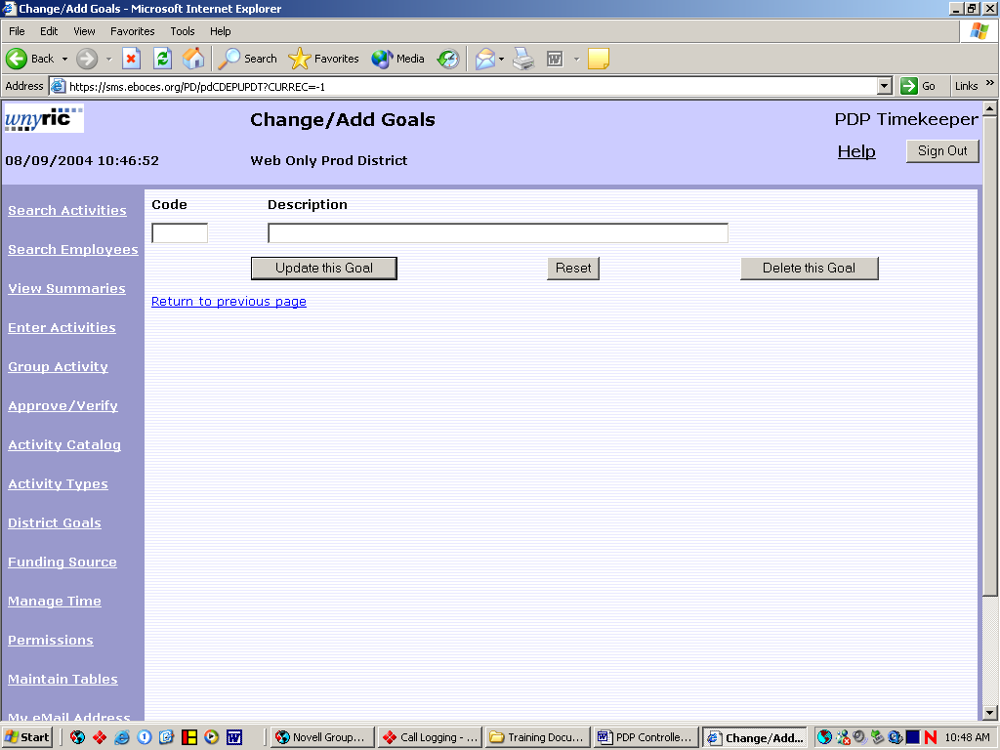 Change/Add Goals - Microsoft Internet Explorer
File Edit View Favorites Tools Help
Back Search Favorites Media
Address https://sms.eboces.org/PD/pdCDEPUPDT?CURREC=-1 Go Links »
wnyric Change/Add Goals PDP Timekeeper
08/09/2004 10:46:52 Web Only Prod District Help Sign Out
Search Activities
Search Employees
View Summaries
Enter Activities
Group Activity
Approve/Verify
Activity Catalog
Activity Types
District Goals
Funding Source
Manage Time
Permissions
Maintain Tables
My eMail Address
Code Description
Update this Goal Reset Delete this Goal
Return to previous page
Start Novell Group... Call Logging - ... Training Docu... PDP Controlle... Change/Add... 10:48 AM